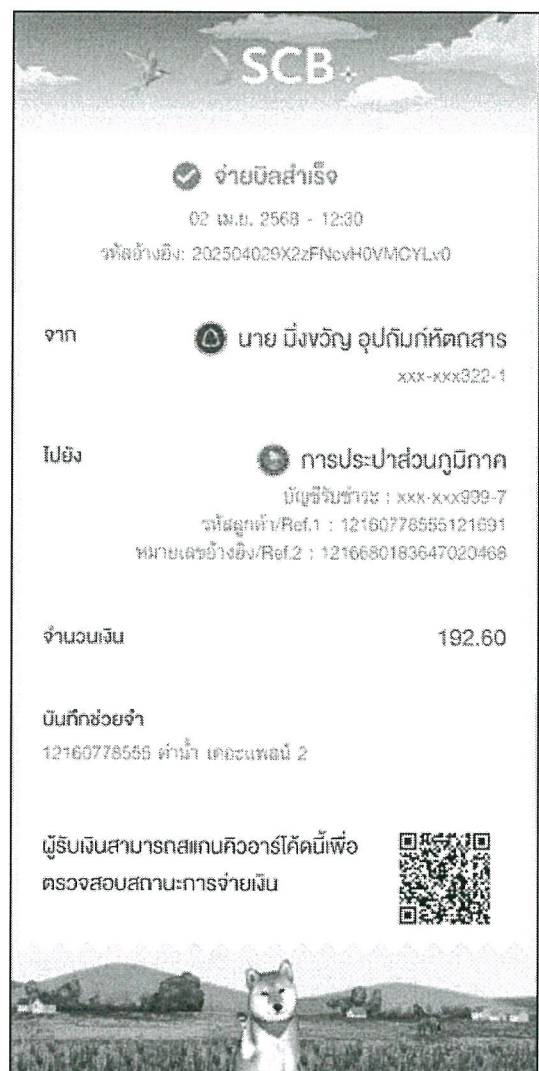 SCB
จ่ายบิลสำเร็จ
02 เม.ย. 2568 - 12:30
รหัสอ้างอิง: 202504029X2zFNcvH0VMCYLv0
จาก
นาย มิ่งขวัญ อุปถัมภ์หัตถสาร
xxx-xxx322-1
ไปยัง
การประปาส่วนภูมิภาค
บัญชีรับชำระ : xxx-xxx999-7
รหัสลูกค้า/Ref.1 : 12160778555121691
หมายเลขอ้างอิง/Ref.2 : 1216680183647020468
จำนวนเงิน 192.60
บันทึกช่วยจำ
12160778555 ค่าน้ำ เดอะแพลน์ 2
ผู้รับเงินสามารถสแกนคิวอาร์โค้ดนี้เพื่อ
ตรวจสอบสถานะการจ่ายเงิน